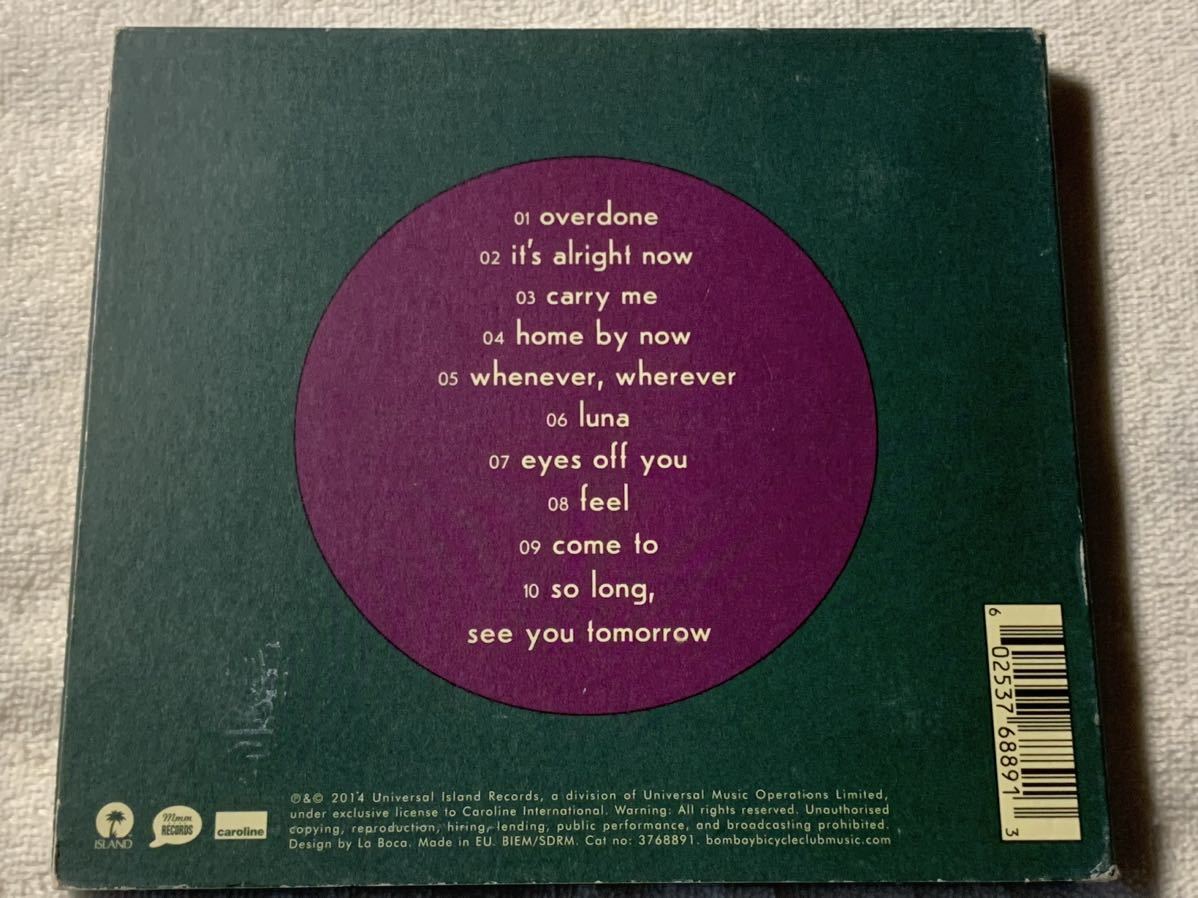 01 overdone
02 it's alright now
03 carry me
04 home by now
05 whenever, wherever
06 luna
07 eyes off you
08 feel
09 come to
10 so long,
see you tomorrow
℗&© 2014 Universal Island Records, a division of Universal Music Operations Limited,
under exclusive license to Caroline International. Warning: All rights reserved. Unauthorised
copying, reproduction, hiring, lending, public performance, and broadcasting prohibited.
Design by La Boca. Made in EU. BIEM/SDRM. Cat no: 3768891. bombaybicycleclubmusic.com
ISLAND
Mmm
RECORDS
caroline
6 02537 68891 3